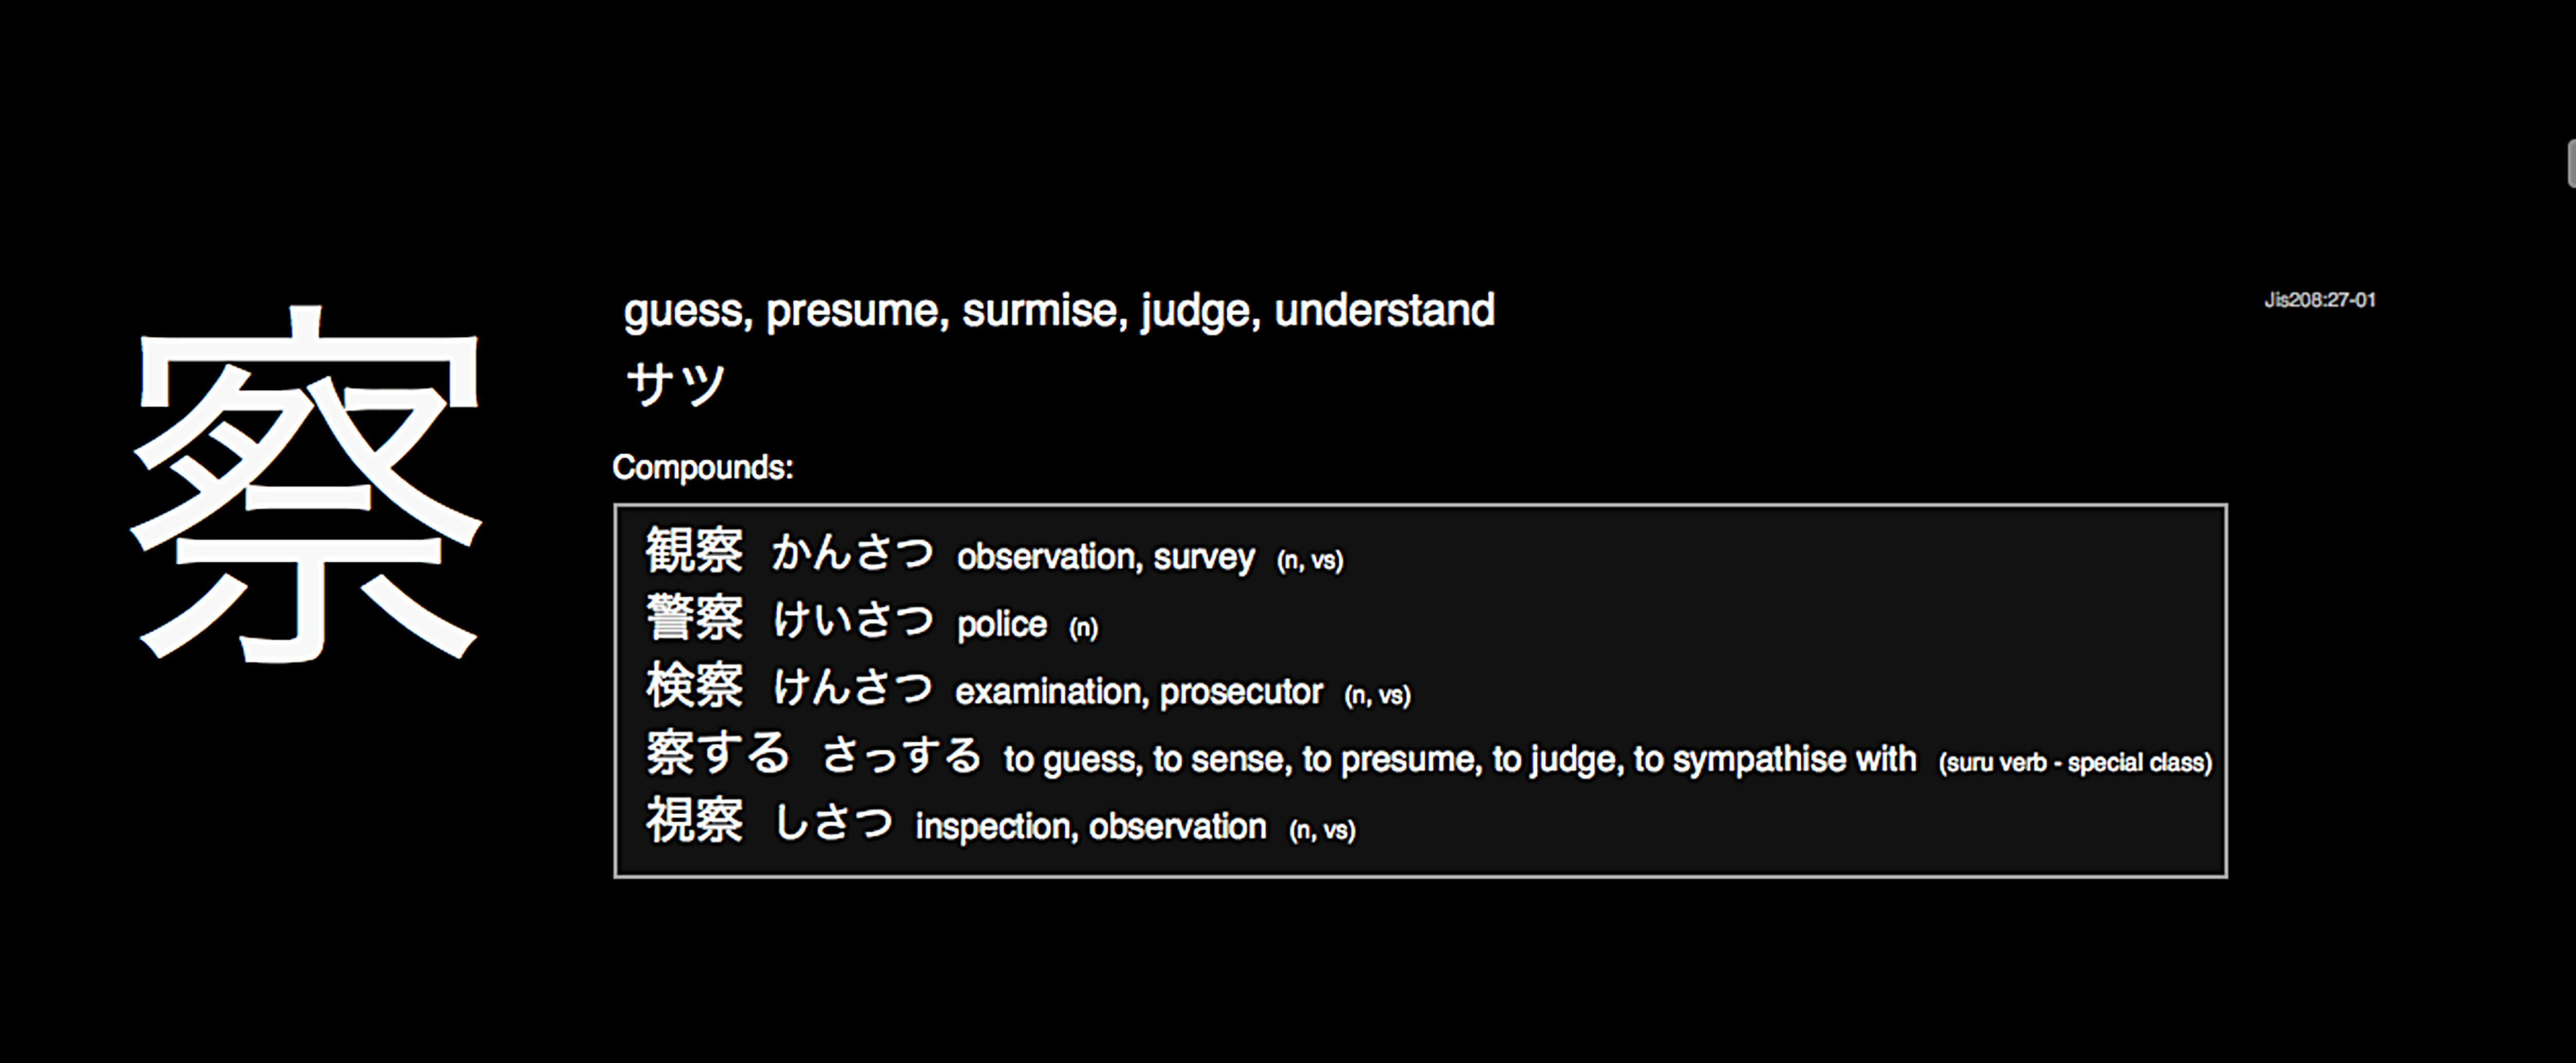 察
guess, presume, surmise, judge, understand
Jis208:27-01
サツ
Compounds:
観察 かんさつ observation, survey (n, vs)
警察 けいさつ police (n)
検察 けんさつ examination, prosecutor (n, vs)
察する さっする to guess, to sense, to presume, to judge, to sympathise with (suru verb - special class)
視察 しさつ inspection, observation (n, vs)